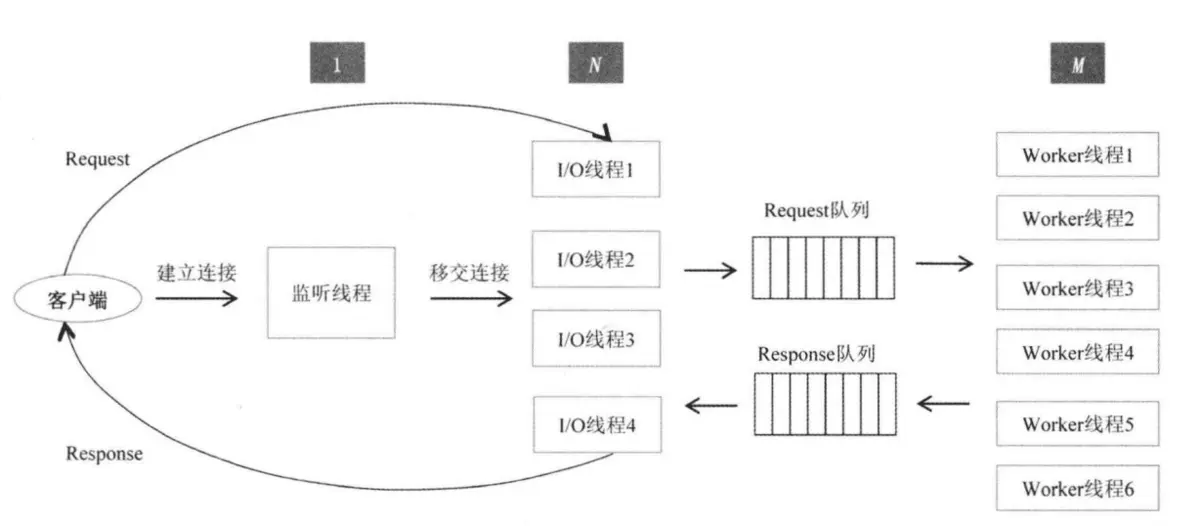 1
N
M
Request
I/O线程1
Worker线程1
Request队列
Worker线程2
建立连接
移交连接
I/O线程2
客户端
监听线程
Worker线程3
I/O线程3
Response队列
Worker线程4
I/O线程4
Worker线程5
Response
Worker线程6